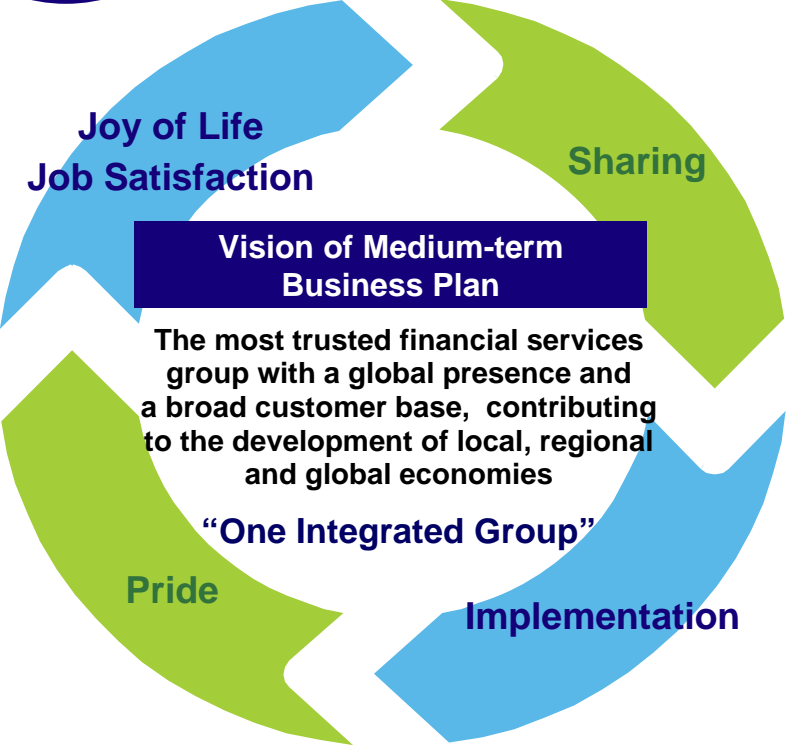 Joy of Life
Job Satisfaction
Sharing
Vision of Medium-term
Business Plan
The most trusted financial services
group with a global presence and
a broad customer base, contributing
to the development of local, regional
and global economies
“One Integrated Group”
Pride
Implementation